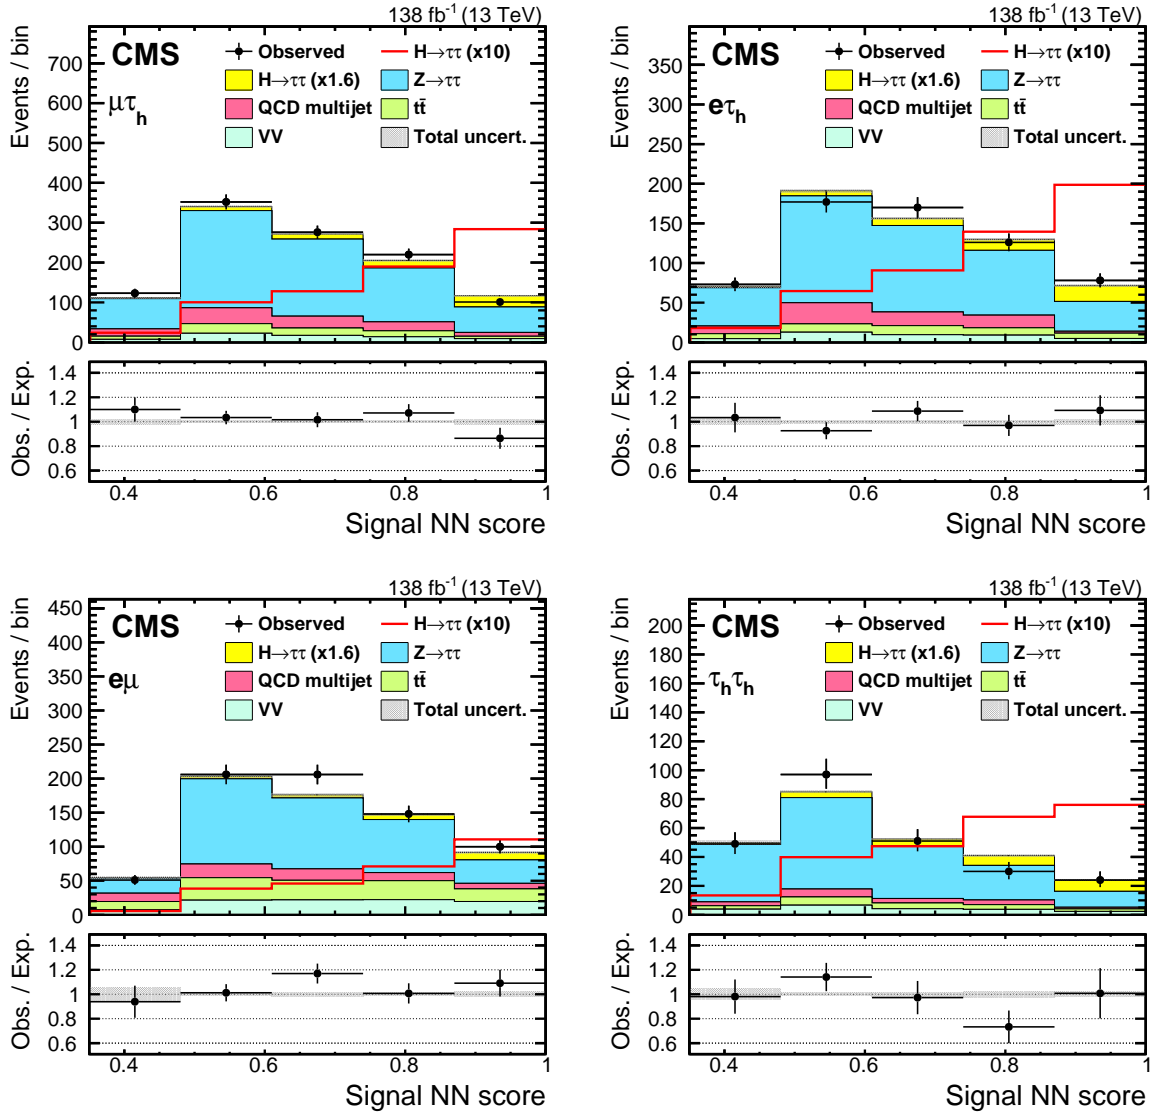 138 fb⁻¹ (13 TeV)
Events / bin
CMS
μτh
Observed
H→ττ (x10)
H→ττ (x1.6)
Z→ττ
QCD multijet
tt̄
VV
Total uncert.
700
600
500
400
300
200
100
0
Obs. / Exp.
1.4
1.2
1
0.8
0.6
0.4 0.6 0.8 1
Signal NN score
138 fb⁻¹ (13 TeV)
Events / bin
CMS
eτh
Observed
H→ττ (x10)
H→ττ (x1.6)
Z→ττ
QCD multijet
tt̄
VV
Total uncert.
350
300
250
200
150
100
50
0
Obs. / Exp.
1.4
1.2
1
0.8
0.6
0.4 0.6 0.8 1
Signal NN score
138 fb⁻¹ (13 TeV)
Events / bin
CMS
eμ
Observed
H→ττ (x10)
H→ττ (x1.6)
Z→ττ
QCD multijet
tt̄
VV
Total uncert.
450
400
350
300
250
200
150
100
50
0
Obs. / Exp.
1.4
1.2
1
0.8
0.6
0.4 0.6 0.8 1
Signal NN score
138 fb⁻¹ (13 TeV)
Events / bin
CMS
τhτh
Observed
H→ττ (x10)
H→ττ (x1.6)
Z→ττ
QCD multijet
tt̄
VV
Total uncert.
200
180
160
140
120
100
80
60
40
20
0
Obs. / Exp.
1.4
1.2
1
0.8
0.6
0.4 0.6 0.8 1
Signal NN score